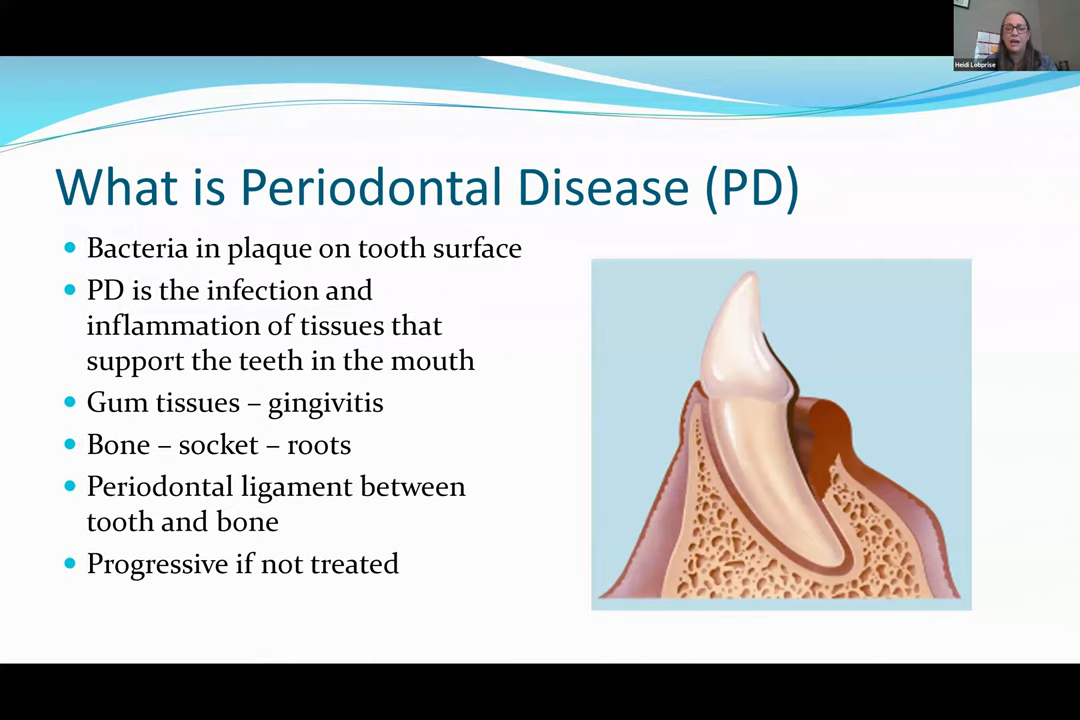 Heidi Lobprise
What is Periodontal Disease (PD)
Bacteria in plaque on tooth surface
PD is the infection and
inflammation of tissues that
support the teeth in the mouth
Gum tissues – gingivitis
Bone – socket – roots
Periodontal ligament between
tooth and bone
Progressive if not treated